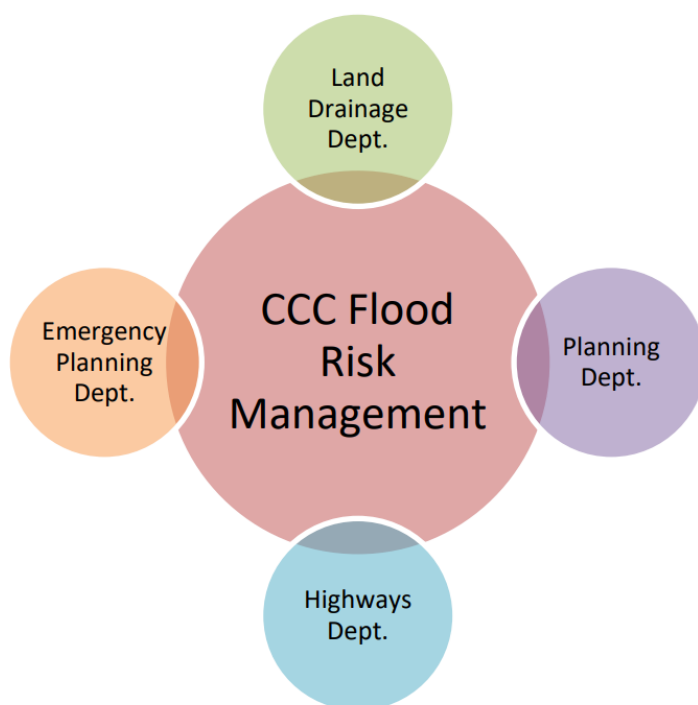 Land
Drainage
Dept.
CCC Flood
Risk
Management
Emergency
Planning
Dept.
Planning
Dept.
Highways
Dept.